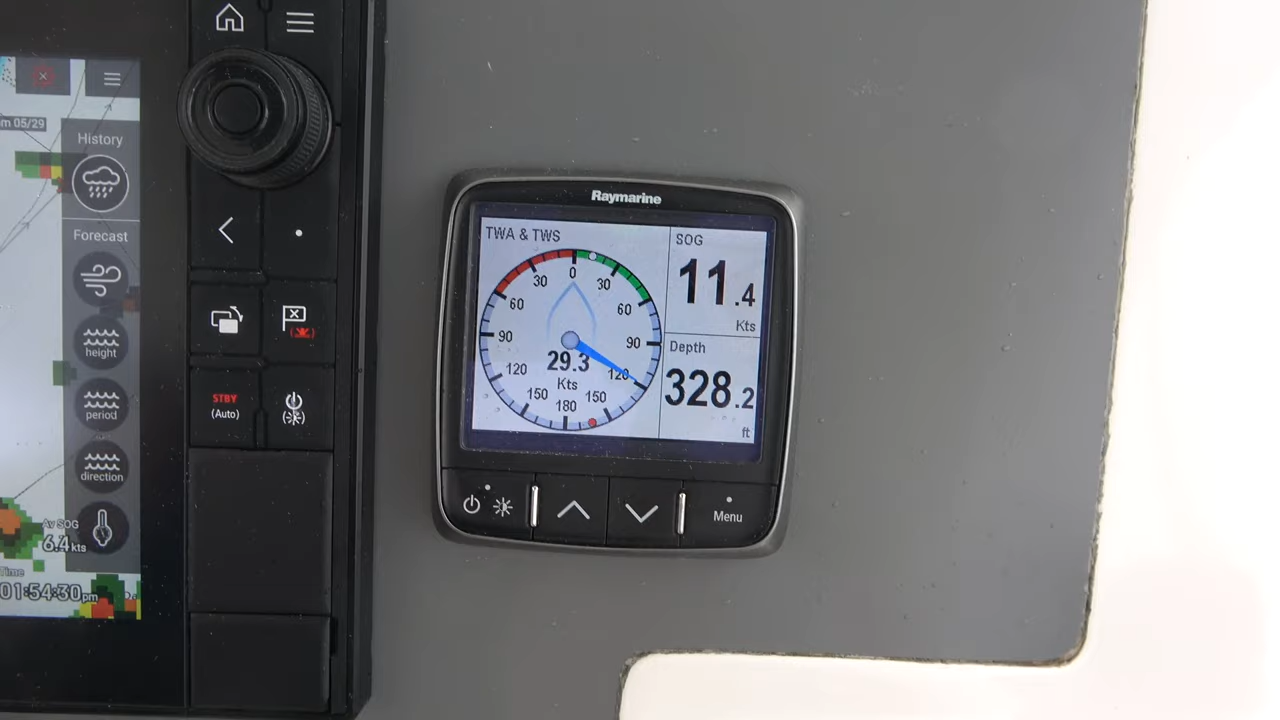 m 05/29
History
Forecast
height
period
direction
Av SOG
6.4kts
Time
01:54:30pm
STBY
(Auto)
Raymarine
TWA & TWS
0
30
30
60
60
90
90
120
120
150
150
180
29.3
Kts
SOG
11.4
Kts
Depth
328.2
ft
Menu